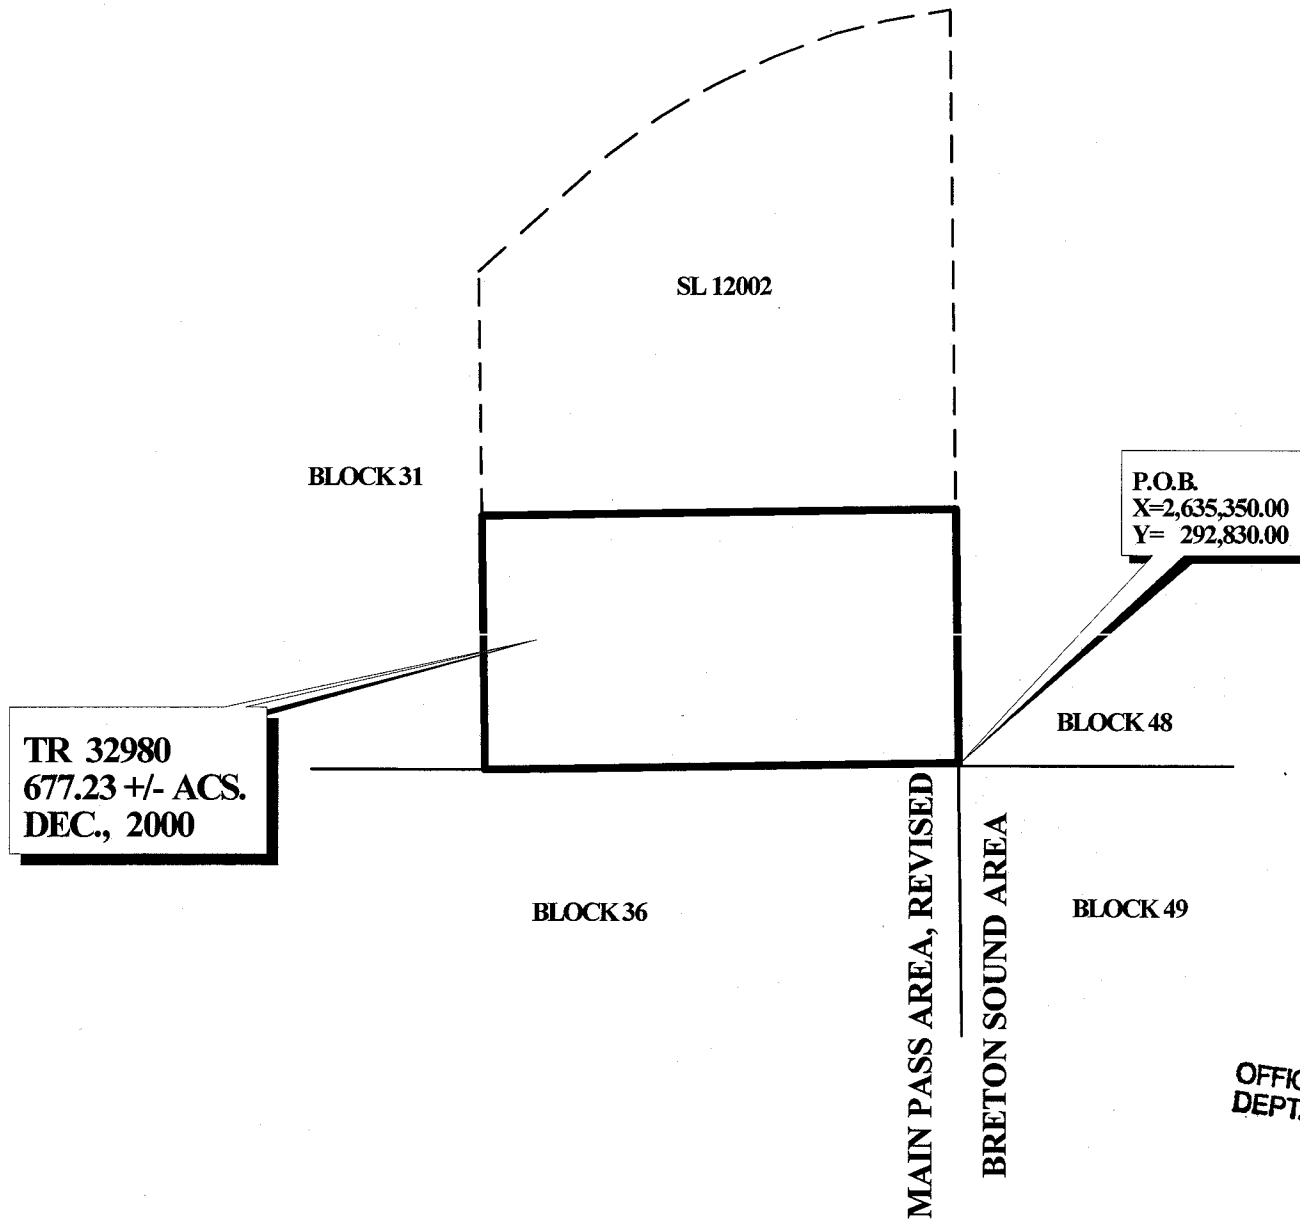 SL 12002
BLOCK 31
P.O.B.
X=2,635,350.00
Y= 292,830.00
TR 32980
677.23 +/- ACS.
DEC., 2000
BLOCK 48
BLOCK 36
BLOCK 49
MAIN PASS AREA, REVISED
BRETON SOUND AREA
DEPT.